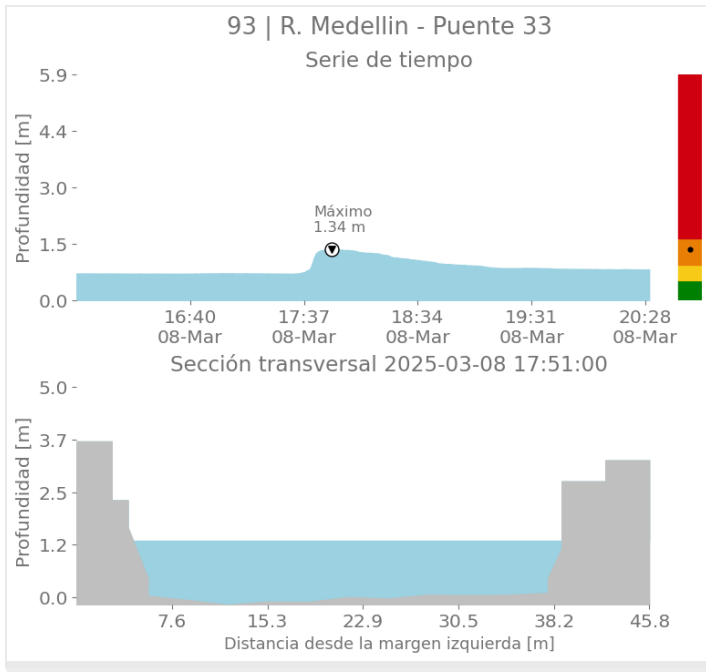 93 | R. Medellin - Puente 33
Serie de tiempo
Profundidad [m]
5.9
4.4
3.0
1.5
0.0
Máximo
1.34 m
16:40 17:37 18:34 19:31 20:28
08-Mar 08-Mar 08-Mar 08-Mar 08-Mar
Sección transversal 2025-03-08 17:51:00
Profundidad [m]
5.0
3.7
2.5
1.2
0.0
7.6 15.3 22.9 30.5 38.2 45.8
Distancia desde la margen izquierda [m]